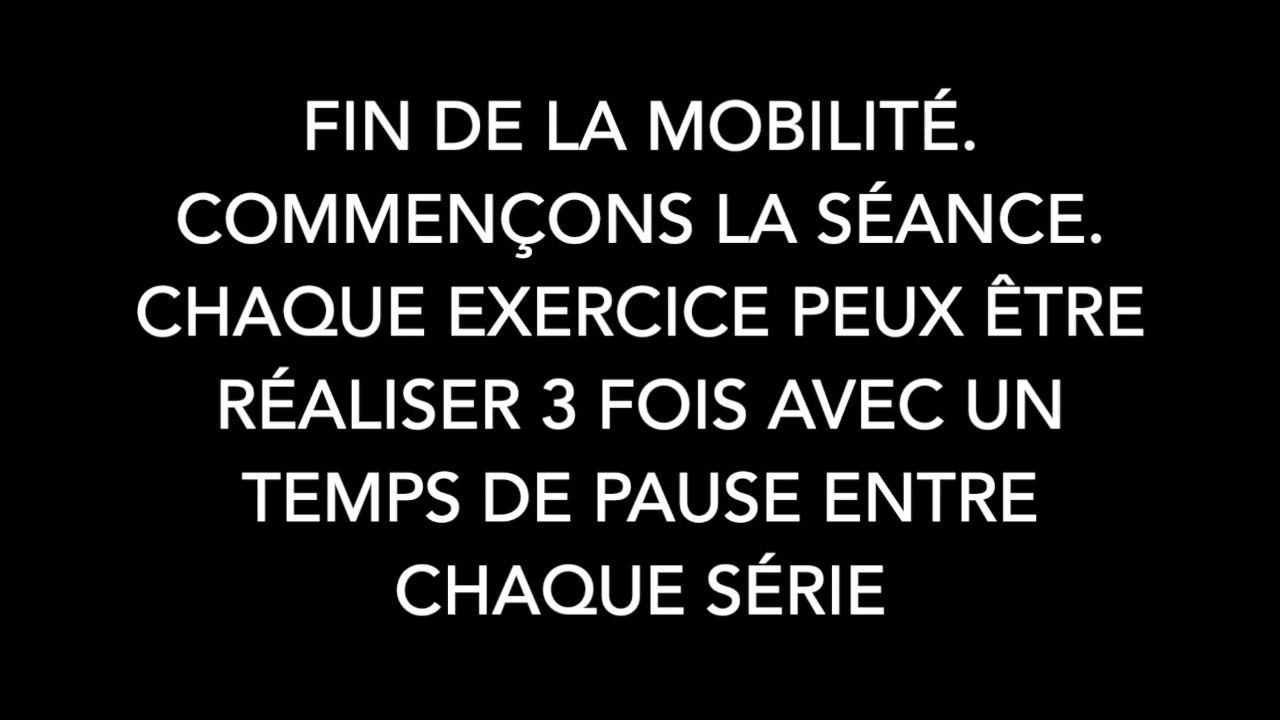 FIN DE LA MOBILITÉ.
COMMENÇONS LA SÉANCE.
CHAQUE EXERCICE PEUX ÊTRE
RÉALISER 3 FOIS AVEC UN
TEMPS DE PAUSE ENTRE
CHAQUE SÉRIE